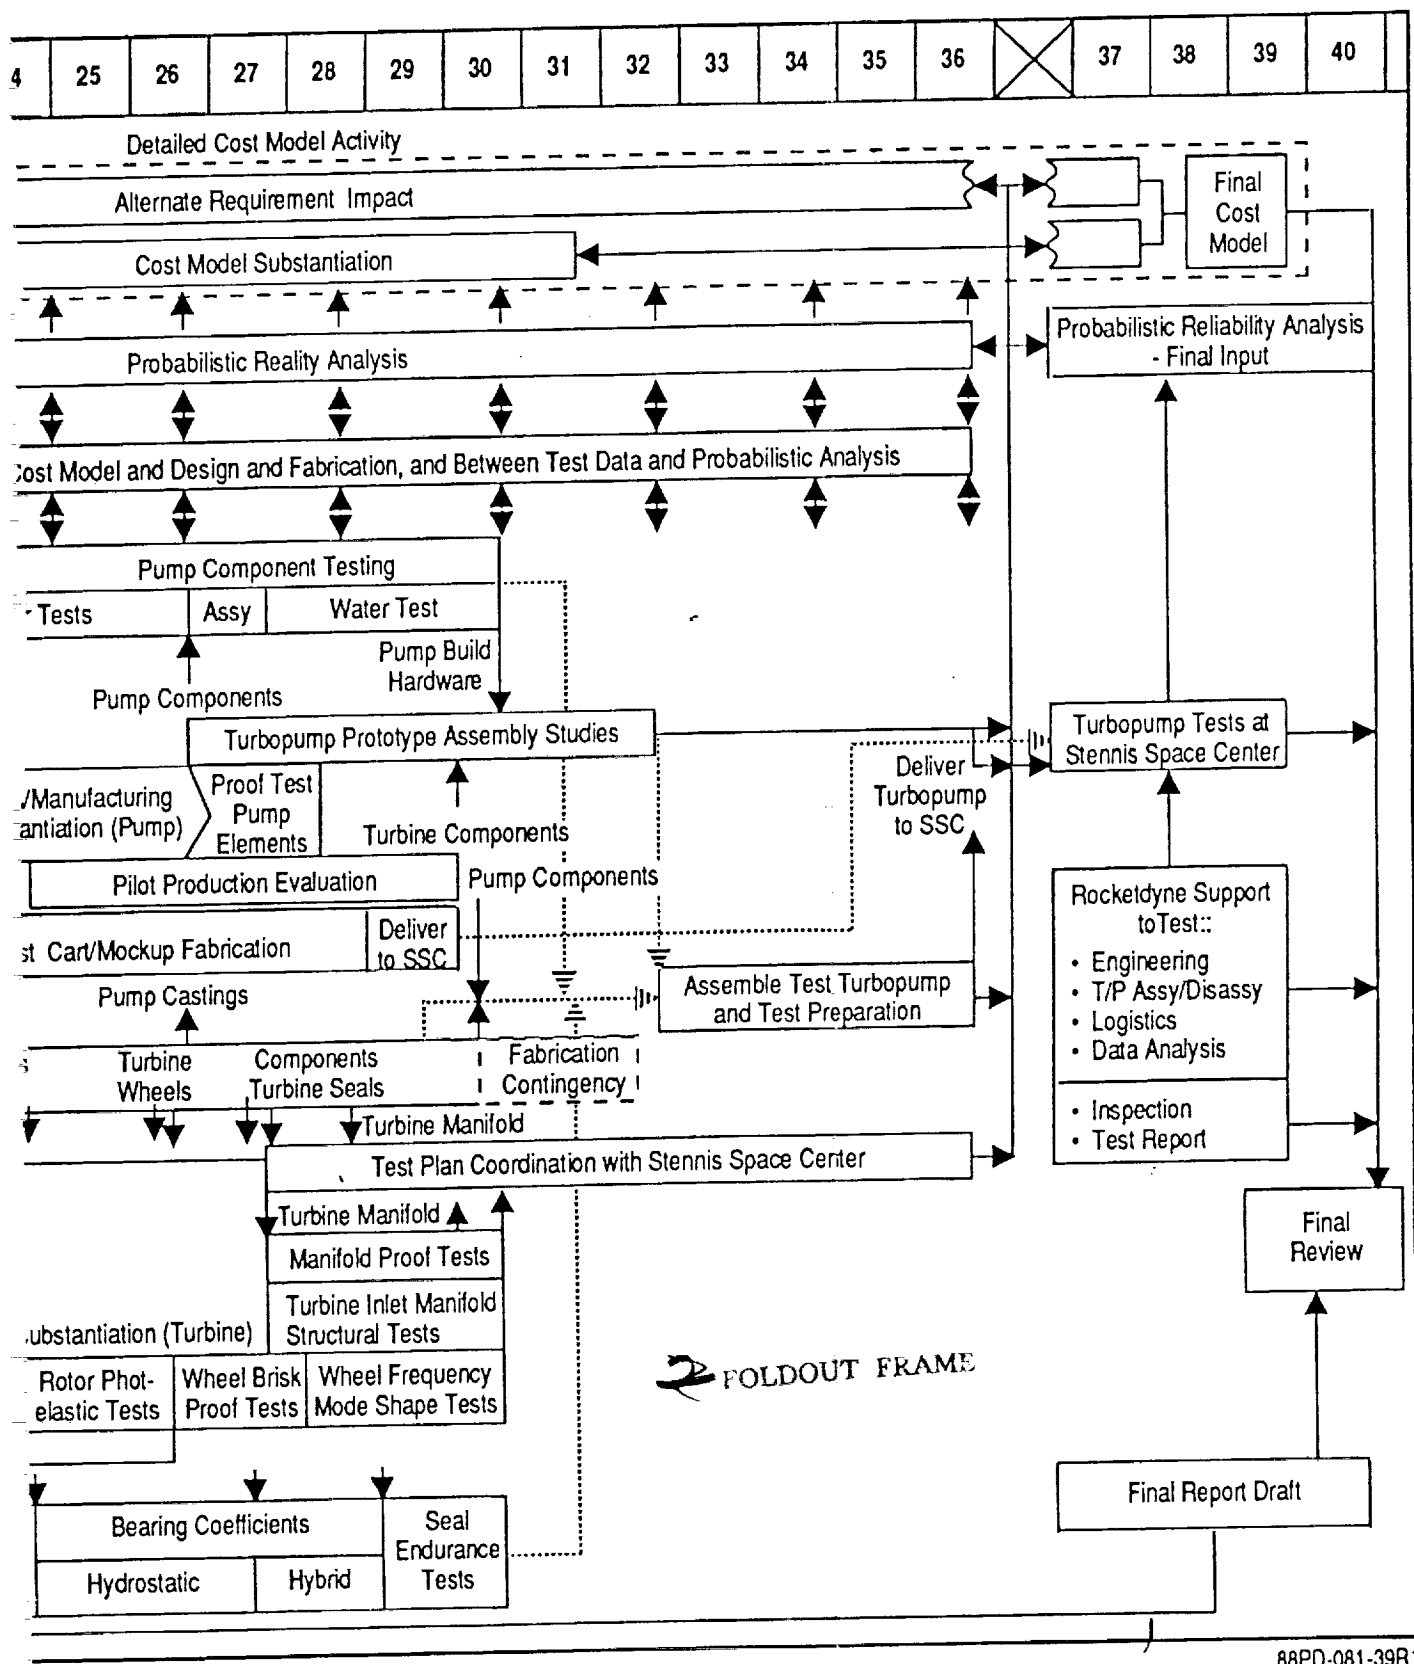 4 25 26 27 28 29 30 31 32 33 34 35 36 37 38 39 40
Detailed Cost Model Activity
Alternate Requirement Impact
Final
Cost
Model
Cost Model Substantiation
Probabilistic Reality Analysis
Probabilistic Reliability Analysis
- Final Input
Cost Model and Design and Fabrication, and Between Test Data and Probabilistic Analysis
Pump Component Testing
Tests
Assy
Water Test
Pump Build
Hardware
Pump Components
Turbopump Prototype Assembly Studies
Turbopump Tests at
Stennis Space Center
Deliver
Turbopump
to SSC
/Manufacturing
antiation (Pump)
Proof Test
Pump
Elements
Turbine Components
Pilot Production Evaluation
Pump Components
st Cart/Mockup Fabrication
Deliver
to SSC
Rocketdyne Support
toTest::
• Engineering
• T/P Assy/Disassy
• Logistics
• Data Analysis
• Inspection
• Test Report
Assemble Test Turbopump
and Test Preparation
Pump Castings
Turbine
Wheels
Components
Turbine Seals
Fabrication
Contingency
Turbine Manifold
Test Plan Coordination with Stennis Space Center
Turbine Manifold
Manifold Proof Tests
Turbine Inlet Manifold
Structural Tests
Final
Review
ubstantiation (Turbine)
Rotor Phot-
elastic Tests
Wheel Brisk
Proof Tests
Wheel Frequency
Mode Shape Tests
2 FOLDOUT FRAME
Final Report Draft
Bearing Coefficients
Hydrostatic
Hybrid
Seal
Endurance
Tests
88PD-081-39R1